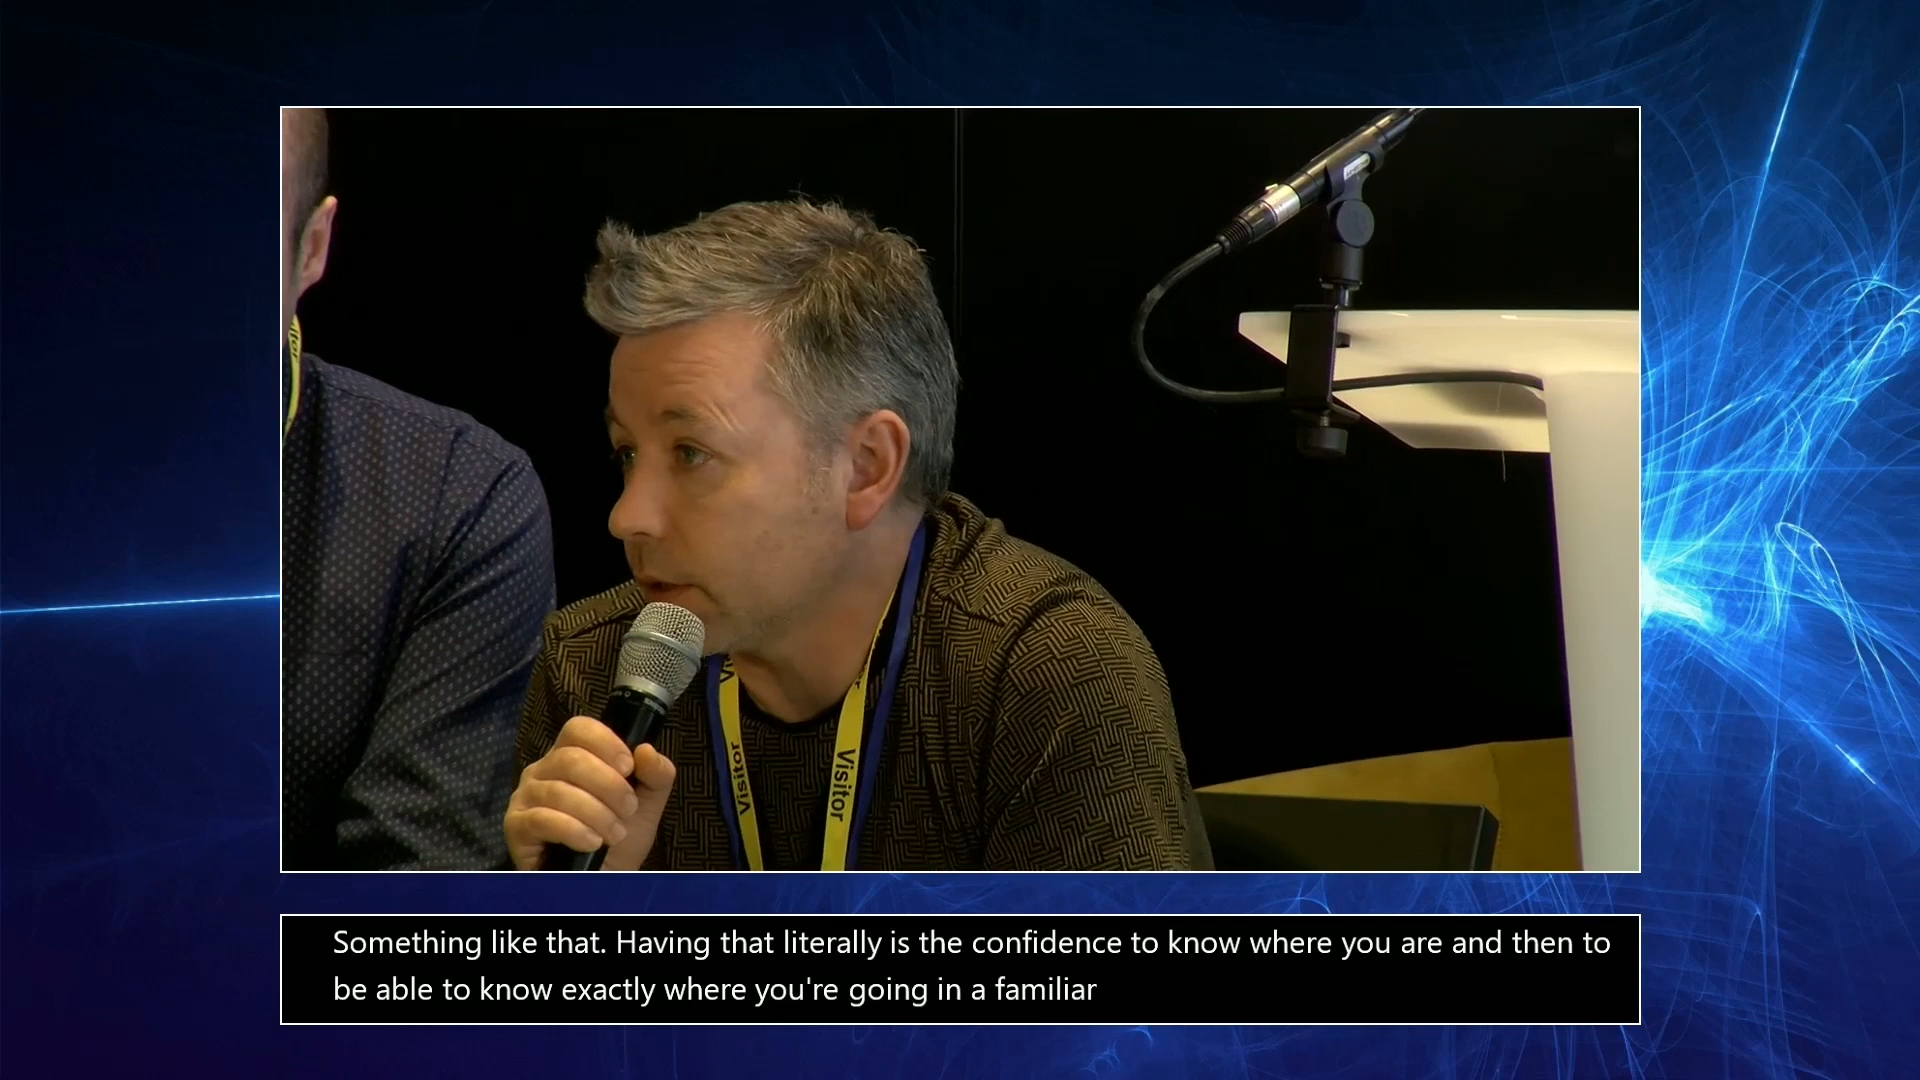 Visitor
Visitor
Something like that. Having that literally is the confidence to know where you are and then to
be able to know exactly where you're going in a familiar